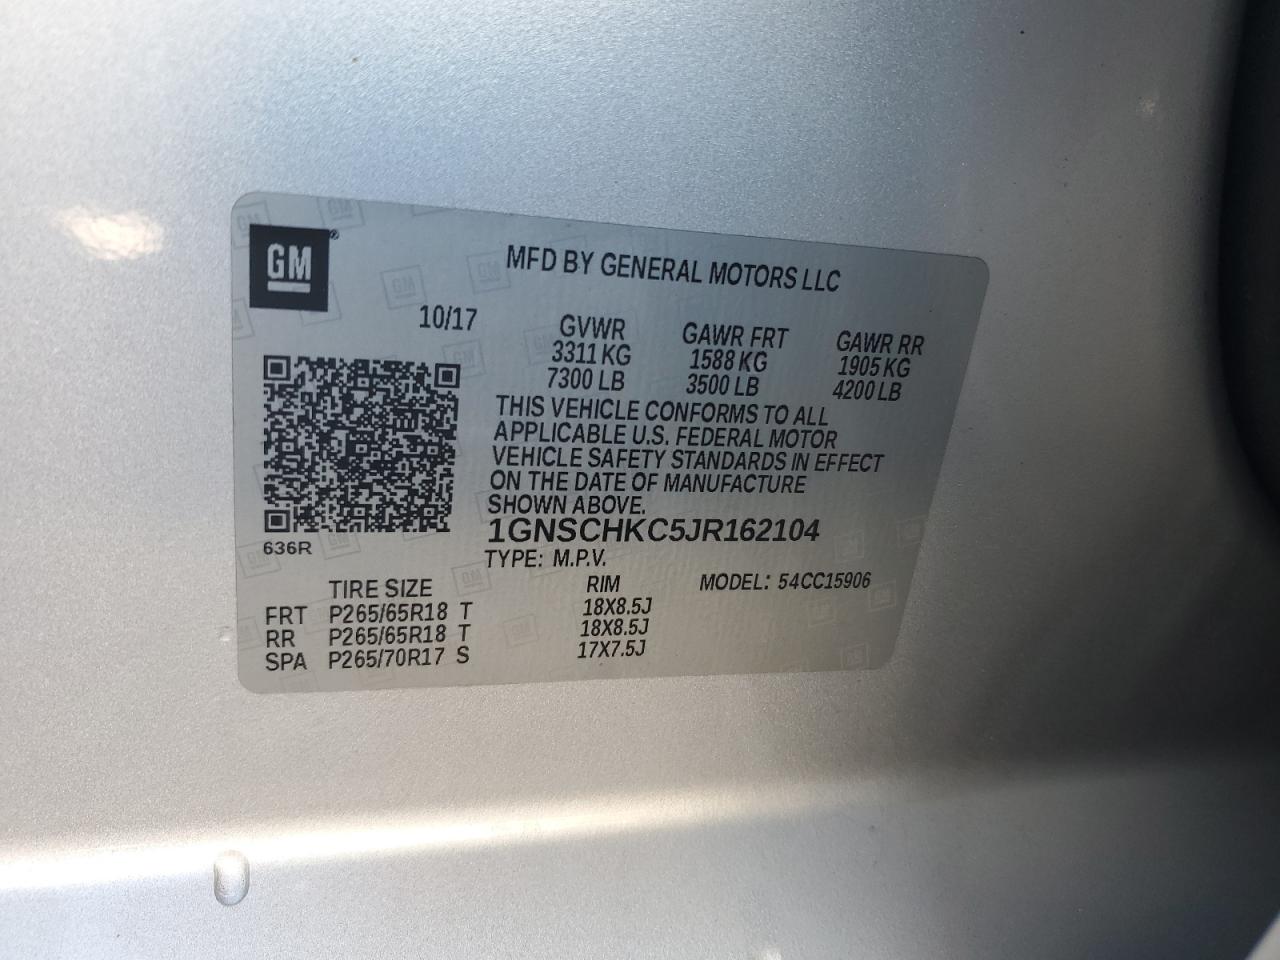 GM®
MFD BY GENERAL MOTORS LLC
10/17
GVWR GAWR FRT GAWR RR
3311 KG 1588 KG 1905 KG
7300 LB 3500 LB 4200 LB
THIS VEHICLE CONFORMS TO ALL
APPLICABLE U.S. FEDERAL MOTOR
VEHICLE SAFETY STANDARDS IN EFFECT
ON THE DATE OF MANUFACTURE
SHOWN ABOVE.
1GNSCHKC5JR162104
636R
TYPE: M.P.V.
TIRE SIZE RIM MODEL: 54CC15906
FRT P265/65R18 T 18X8.5J
RR P265/65R18 T 18X8.5J
SPA P265/70R17 S 17X7.5J